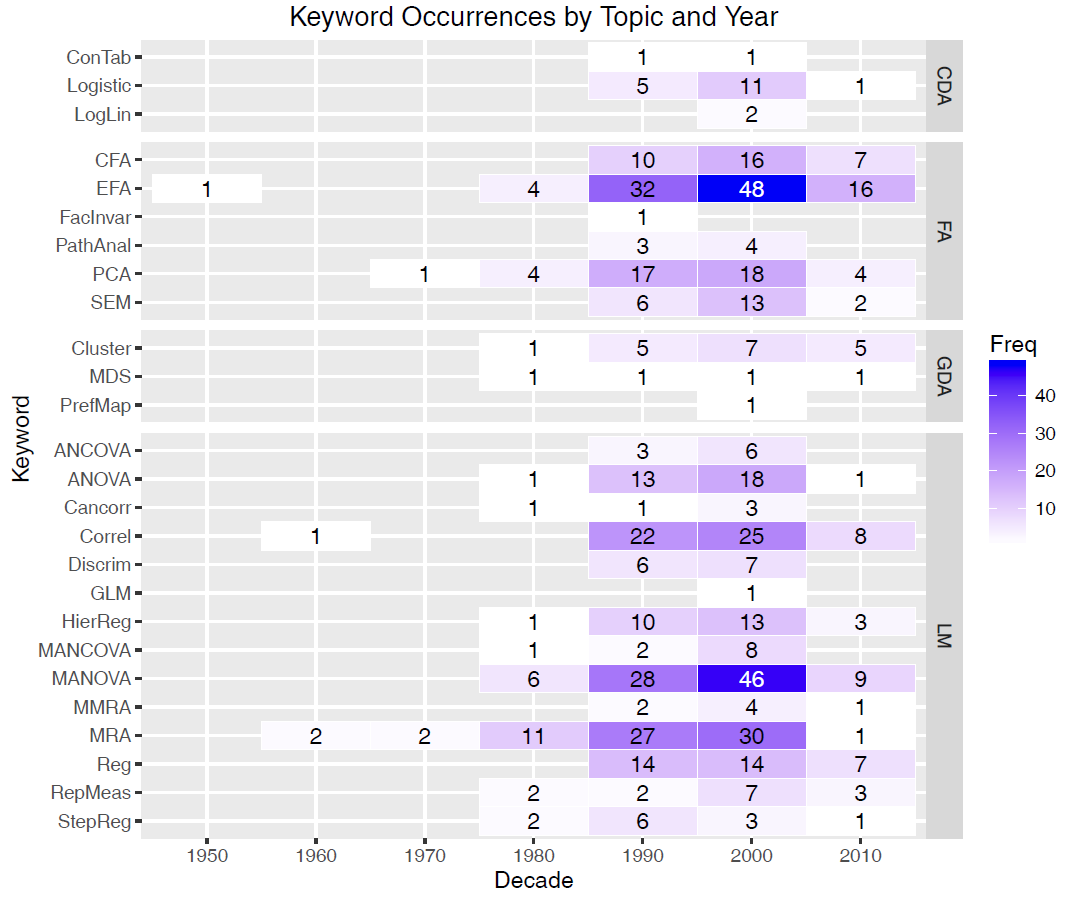 Keyword Occurrences by Topic and Year
ConTab 1 1
Logistic 5 11 1
LogLin 2
CDA
CFA 10 16 7
EFA 1 4 32 48 16
FacInvar 1
PathAnal 3 4
PCA 1 4 17 18 4
SEM 6 13 2
FA
Cluster 1 5 7 5
MDS 1 1 1 1
PrefMap 1
GDA
ANCOVA 3 6
ANOVA 1 13 18 1
Cancorr 1 1 3
Correl 1 22 25 8
Discrim 6 7
GLM 1
HierReg 1 10 13 3
MANCOVA 1 2 8
MANOVA 6 28 46 9
MMRA 2 4 1
MRA 2 2 11 27 30 1
Reg 14 14 7
RepMeas 2 2 7 3
StepReg 2 6 3 1
LM
1950 1960 1970 1980 1990 2000 2010
Decade
Keyword
Freq
40
30
20
10